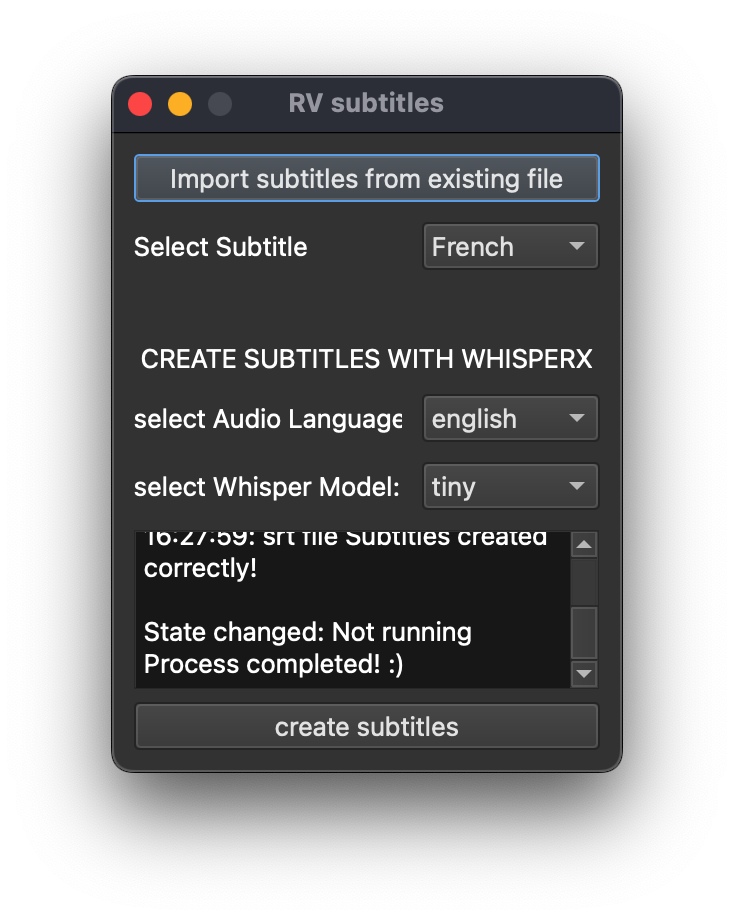 RV subtitles
Import subtitles from existing file
Select Subtitle French
CREATE SUBTITLES WITH WHISPERX
select Audio Language english
select Whisper Model: tiny
16:27:59: srt file Subtitles created
correctly!
State changed: Not running
Process completed! :)
create subtitles